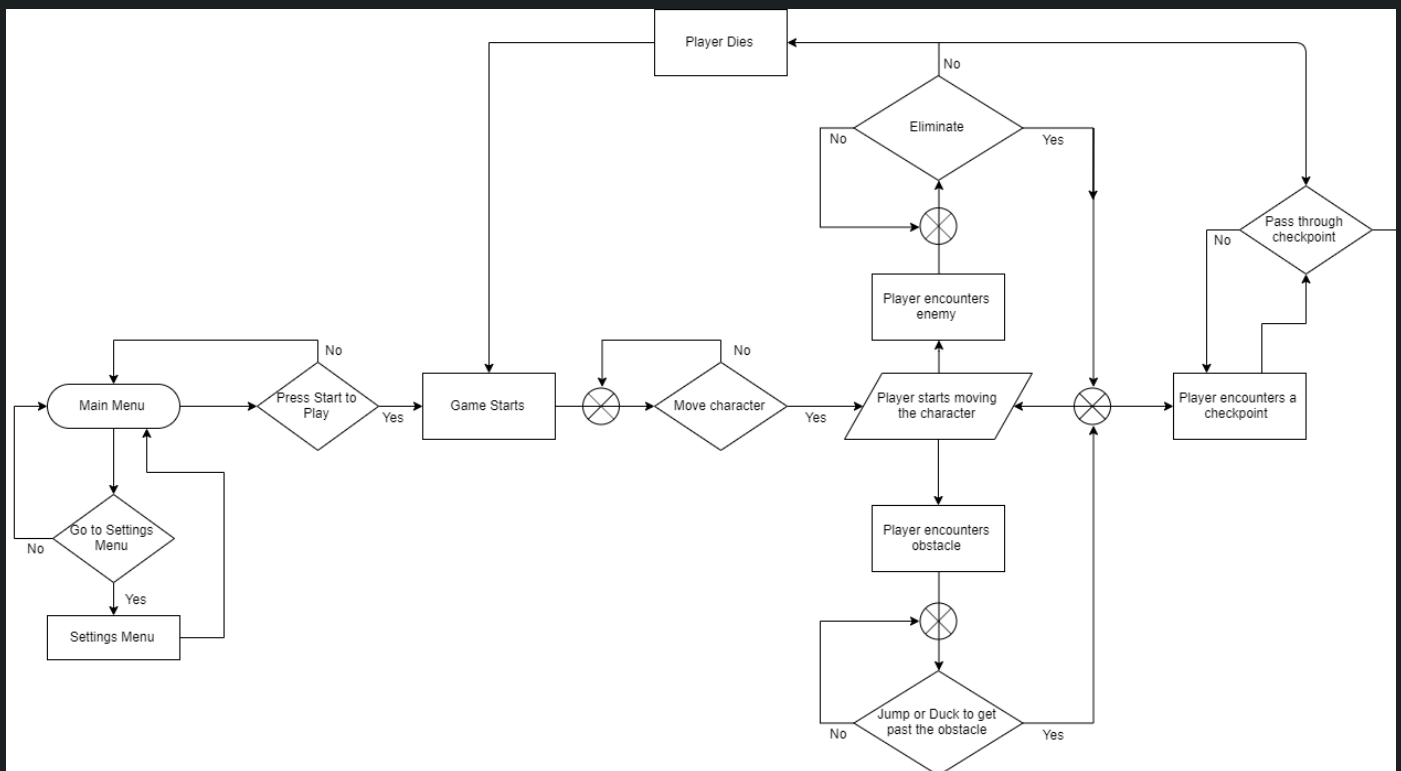 Player Dies
No
Eliminate
No
Yes
Pass through
checkpoint
No
Player encounters
enemy
No
No
Main Menu
Press Start to
Play
Yes
Game Starts
Move character
Yes
Player starts moving
the character
Player encounters a
checkpoint
Go to Settings
Menu
No
Yes
Settings Menu
Player encounters
obstacle
Jump or Duck to get
past the obstacle
No
Yes